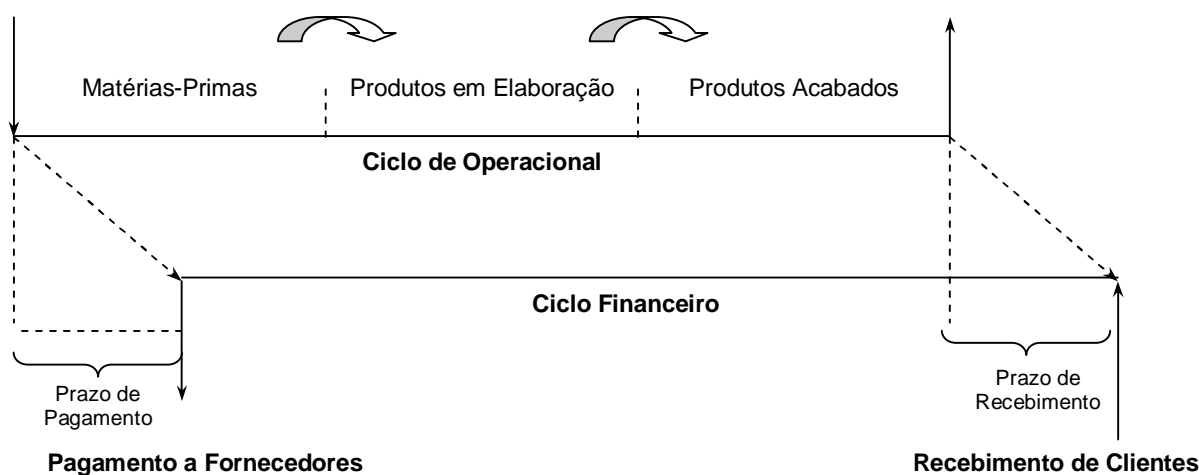 Matérias-Primas
Produtos em Elaboração
Produtos Acabados
Ciclo de Operacional
Ciclo Financeiro
Prazo de
Pagamento
Prazo de
Recebimento
Pagamento a Fornecedores
Recebimento de Clientes